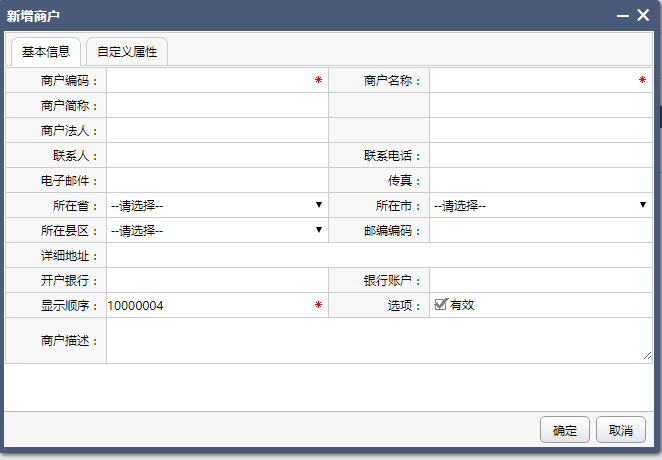 新增商户
基本信息 自定义属性
商户编码： * 商户名称： *
商户简称：
商户法人：
联系人： 联系电话：
电子邮件： 传真：
所在省： --请选择-- 所在市： --请选择--
所在县区： --请选择-- 邮编编码：
详细地址：
开户银行： 银行账户：
显示顺序： 10000004 * 选项： 有效
商户描述：
确定 取消